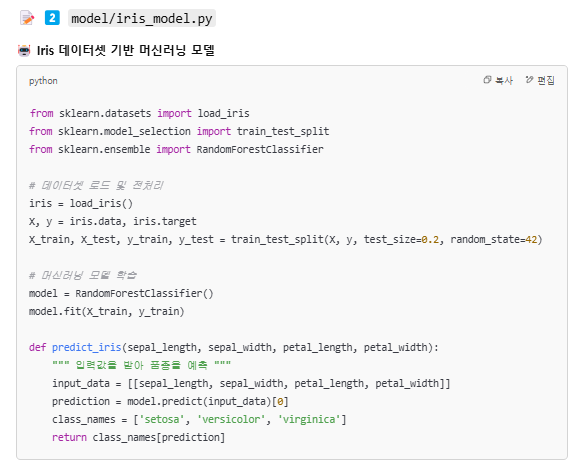 📝 2️⃣ model/iris_model.py
🤖 Iris 데이터셋 기반 머신러닝 모델
python 복사 편집
from sklearn.datasets import load_iris
from sklearn.model_selection import train_test_split
from sklearn.ensemble import RandomForestClassifier
# 데이터셋 로드 및 전처리
iris = load_iris()
X, y = iris.data, iris.target
X_train, X_test, y_train, y_test = train_test_split(X, y, test_size=0.2, random_state=42)
# 머신러닝 모델 학습
model = RandomForestClassifier()
model.fit(X_train, y_train)
def predict_iris(sepal_length, sepal_width, petal_length, petal_width):
    """ 입력값을 받아 품종을 예측 """
    input_data = [[sepal_length, sepal_width, petal_length, petal_width]]
    prediction = model.predict(input_data)[0]
    class_names = ['setosa', 'versicolor', 'virginica']
    return class_names[prediction]